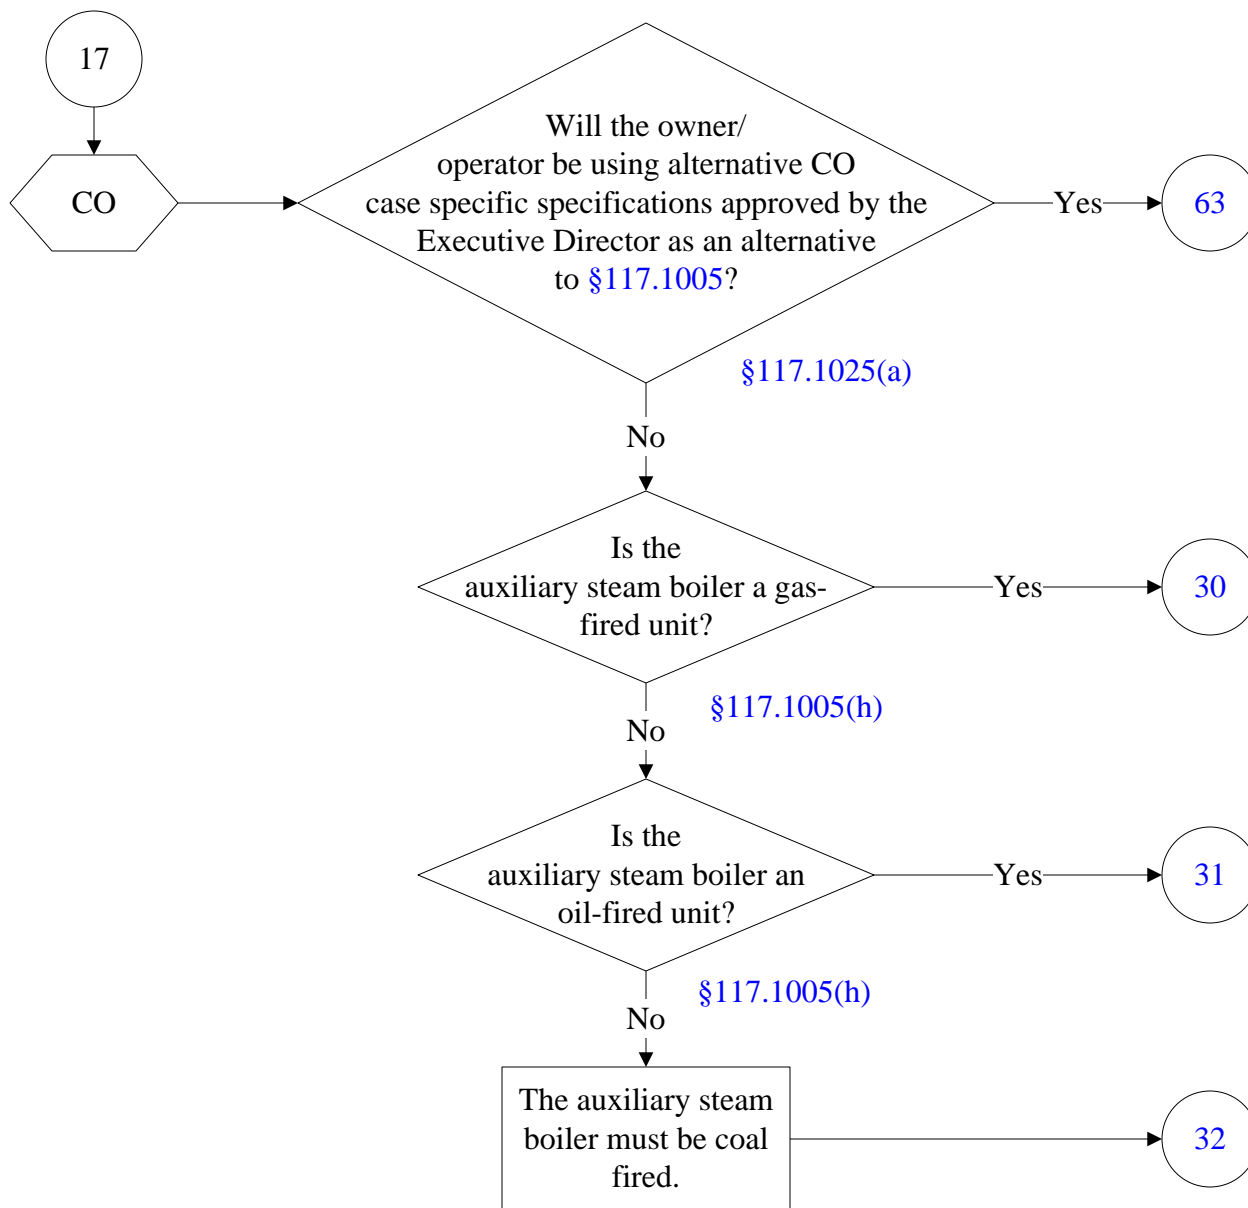 17
CO
Will the owner/
operator be using alternative CO
case specific specifications approved by the
Executive Director as an alternative
to §117.1005?
Yes
63
§117.1025(a)
No
Is the
auxiliary steam boiler a gas-
fired unit?
Yes
30
§117.1005(h)
No
Is the
auxiliary steam boiler an
oil-fired unit?
Yes
31
§117.1005(h)
No
The auxiliary steam
boiler must be coal
fired.
32